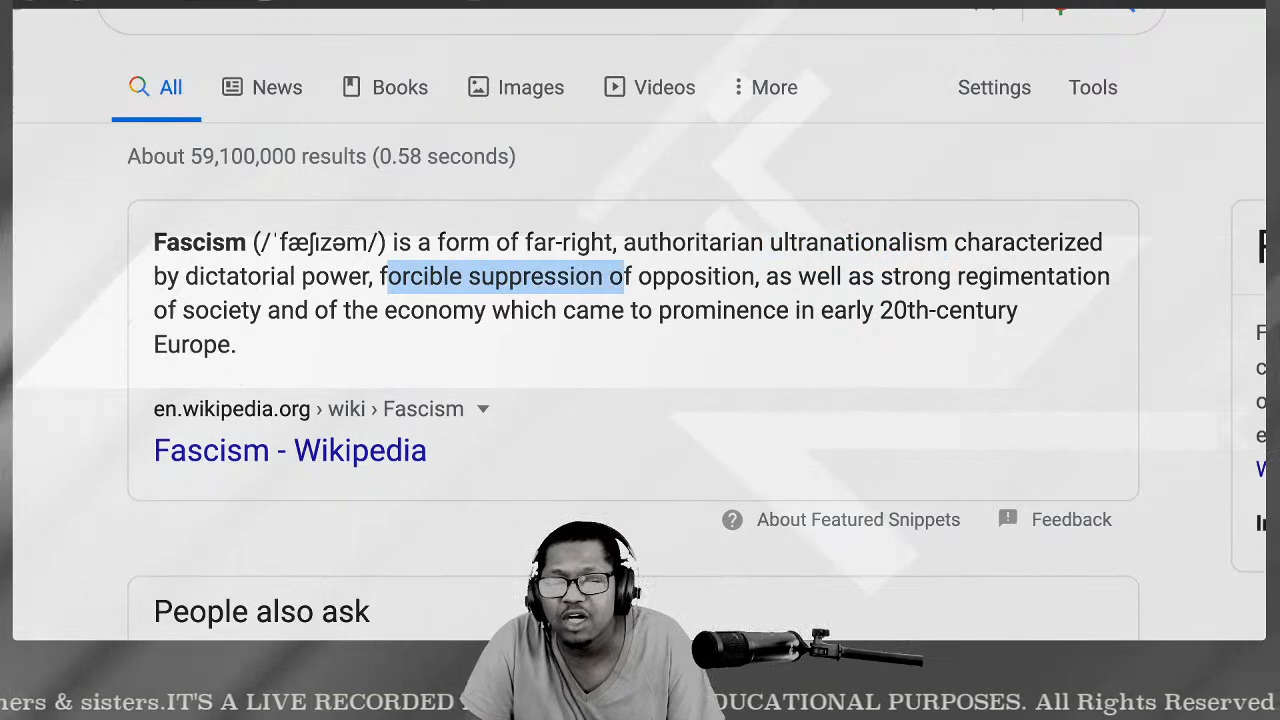 All News Books Images Videos More Settings Tools
About 59,100,000 results (0.58 seconds)
Fascism (/ˈfæʃɪzəm/) is a form of far-right, authoritarian ultranationalism characterized
by dictatorial power, forcible suppression of opposition, as well as strong regimentation
of society and of the economy which came to prominence in early 20th-century
Europe.
en.wikipedia.org › wiki › Fascism
Fascism - Wikipedia
About Featured Snippets Feedback
People also ask
& sisters.IT'S A LIVE RECORDED PURPOSES. All Rights Reserved